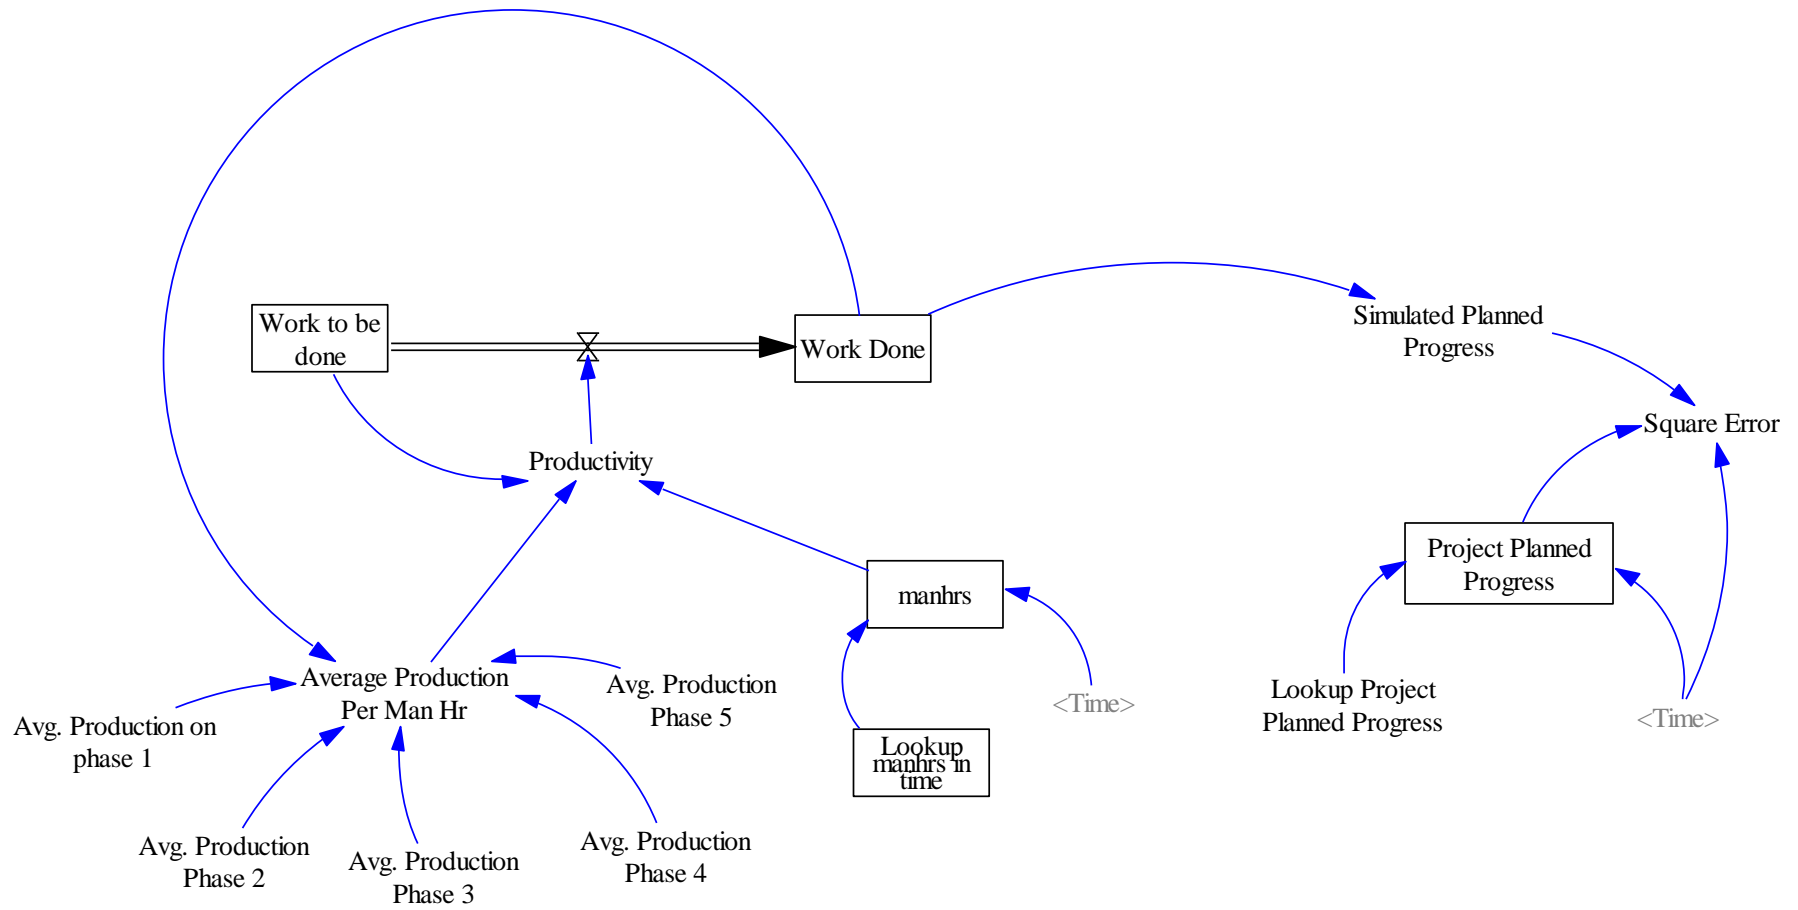 Work to be
done
Work Done
Simulated Planned
Progress
Square Error
Productivity
Project Planned
Progress
manhrs
Average Production
Per Man Hr
Avg. Production
Phase 5
<Time>
Lookup Project
Planned Progress
<Time>
Avg. Production on
phase 1
Lookup
manhrs in
time
Avg. Production
Phase 2
Avg. Production
Phase 3
Avg. Production
Phase 4